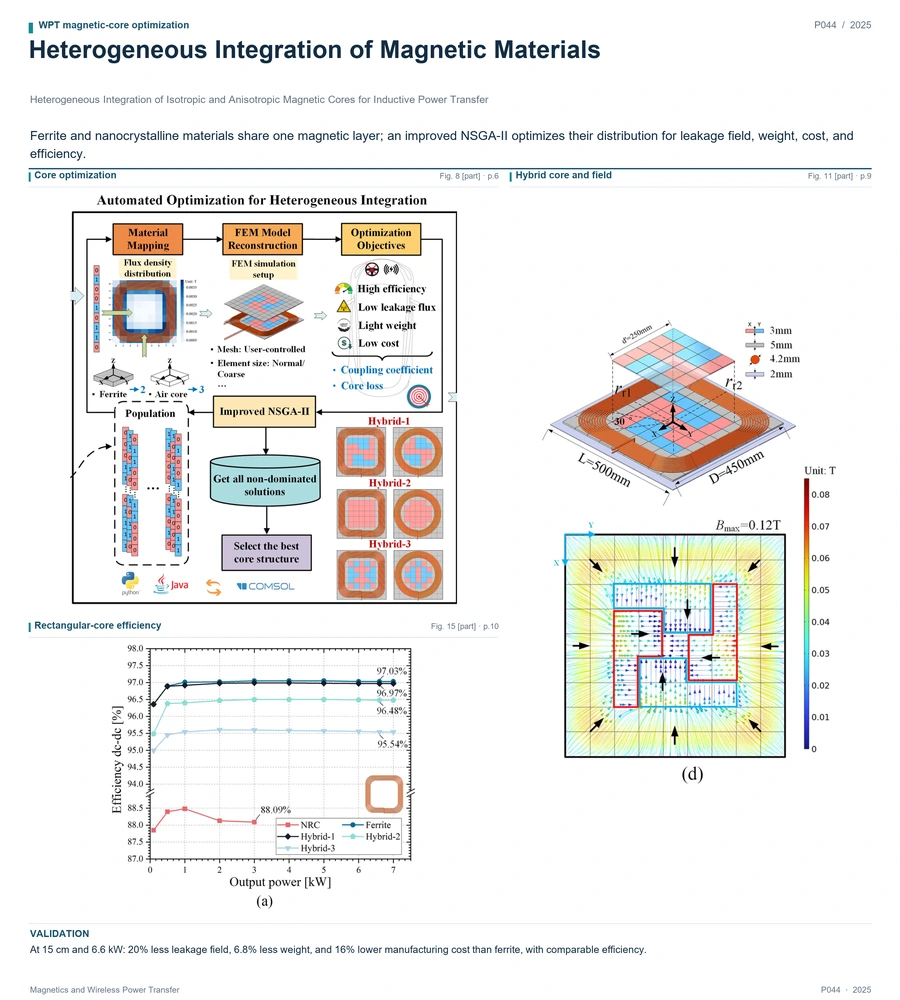 WPT magnetic-core optimization
P044 / 2025
Heterogeneous Integration of Magnetic Materials
Heterogeneous Integration of Isotropic and Anisotropic Magnetic Cores for Inductive Power Transfer
Ferrite and nanocrystalline materials share one magnetic layer; an improved NSGA-II optimizes their distribution for leakage field, weight, cost, and
efficiency.
Core optimization
Fig. 8 [part] · p.6
Automated Optimization for Heterogeneous Integration
Material
Mapping
FEM Model
Reconstruction
Optimization
Objectives
Flux density
distribution
FEM simulation
setup
High efficiency
Low leakage flux
Light weight
Low cost
• Mesh: User-controlled
• Element size: Normal/
Coarse
...
• Coupling coefficient
• Core loss
Z
X
Y
Z
X
Y
• Ferrite
2
• Air core
3
Population
...
Improved NSGA-II
Get all non-dominated
solutions
Select the best
core structure
Hybrid-1
Hybrid-2
Hybrid-3
python
Java
COMSOL
Hybrid core and field
Fig. 11 [part] · p.9
d'=250mm
X Y
3mm
5mm
4.2mm
2mm
rr1
rr2
30°
Z
X
Y
L=500mm
D=450mm
Unit: T
Bmax=0.12T
Y
X
0.08
0.07
0.06
0.05
0.04
0.03
0.02
0.01
0
(d)
Rectangular-core efficiency
Fig. 15 [part] · p.10
Efficiency dc-dc [%]
98.0
97.5
97.0
96.5
96.0
95.5
95.0
94.5
94.0
88.5
88.0
87.5
87.0
97.03%
96.97%
96.48%
95.54%
88.09%
NRC
Ferrite
Hybrid-1
Hybrid-2
Hybrid-3
0 1 2 3 4 5 6 7
Output power [kW]
(a)
VALIDATION
At 15 cm and 6.6 kW: 20% less leakage field, 6.8% less weight, and 16% lower manufacturing cost than ferrite, with comparable efficiency.
Magnetics and Wireless Power Transfer
P044 · 2025